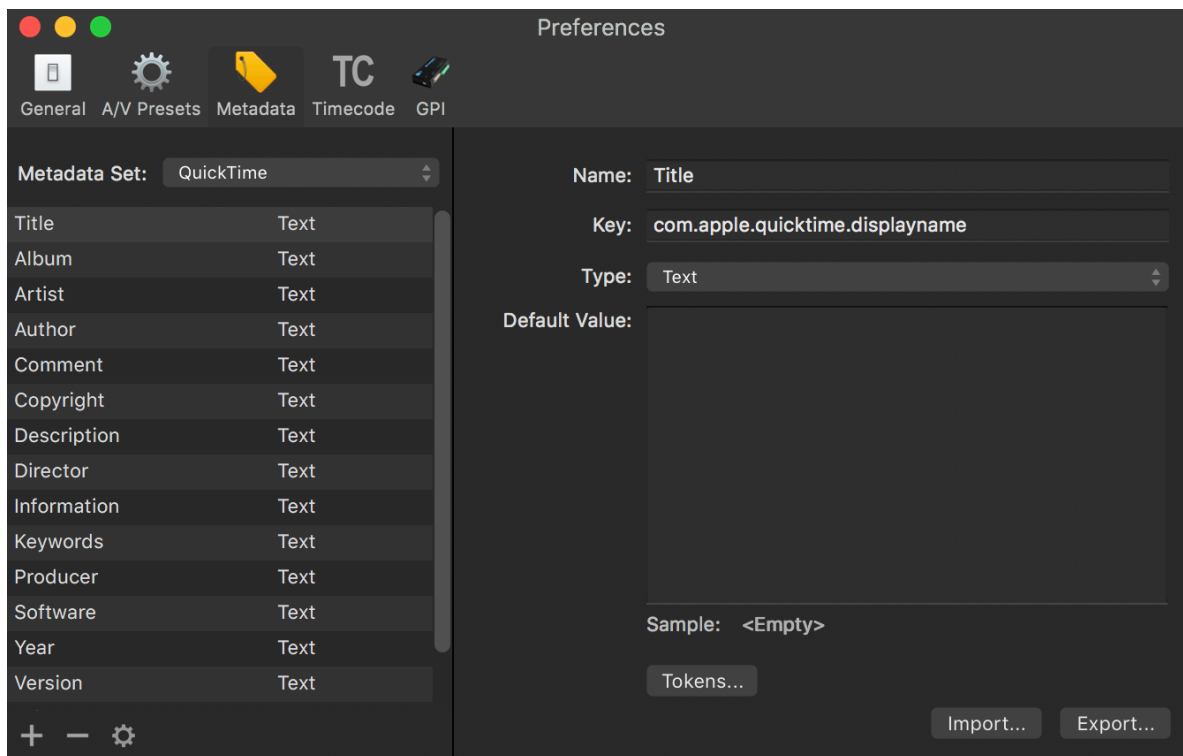 Preferences
TC
General A/V Presets Metadata Timecode GPI
Metadata Set: QuickTime
Title Text
Album Text
Artist Text
Author Text
Comment Text
Copyright Text
Description Text
Director Text
Information Text
Keywords Text
Producer Text
Software Text
Year Text
Version Text
Name: Title
Key: com.apple.quicktime.displayname
Type: Text
Default Value:
Sample: <Empty>
Tokens...
Import... Export...